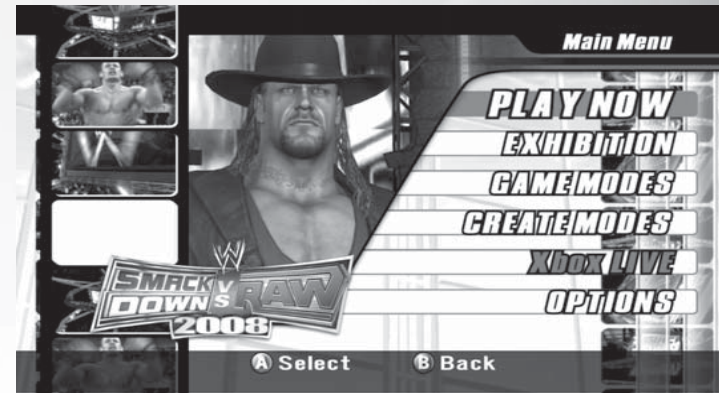 Main Menu
PLAY NOW
EXHIBITION
GAME MODES
CREATE MODES
Xbox LIVE
OPTIONS
W
SMACK
DOWN
VS
RAW
2008
A Select B Back